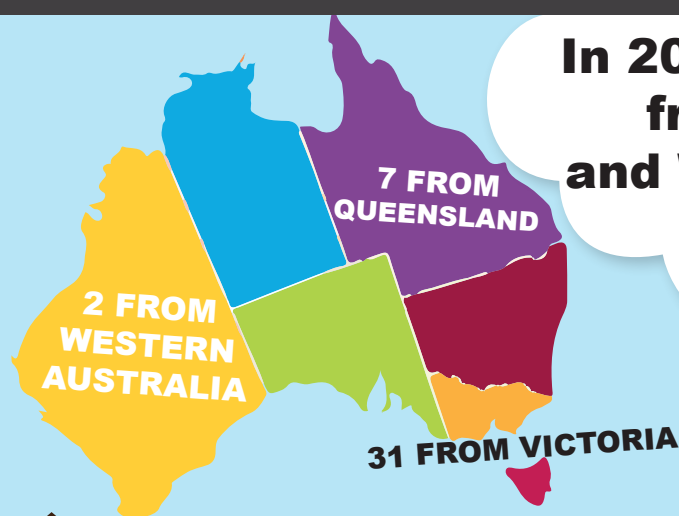 In 20
fr
and
7 FROM
QUEENSLAND
2 FROM
WESTERN
AUSTRALIA
31 FROM VICTORIA